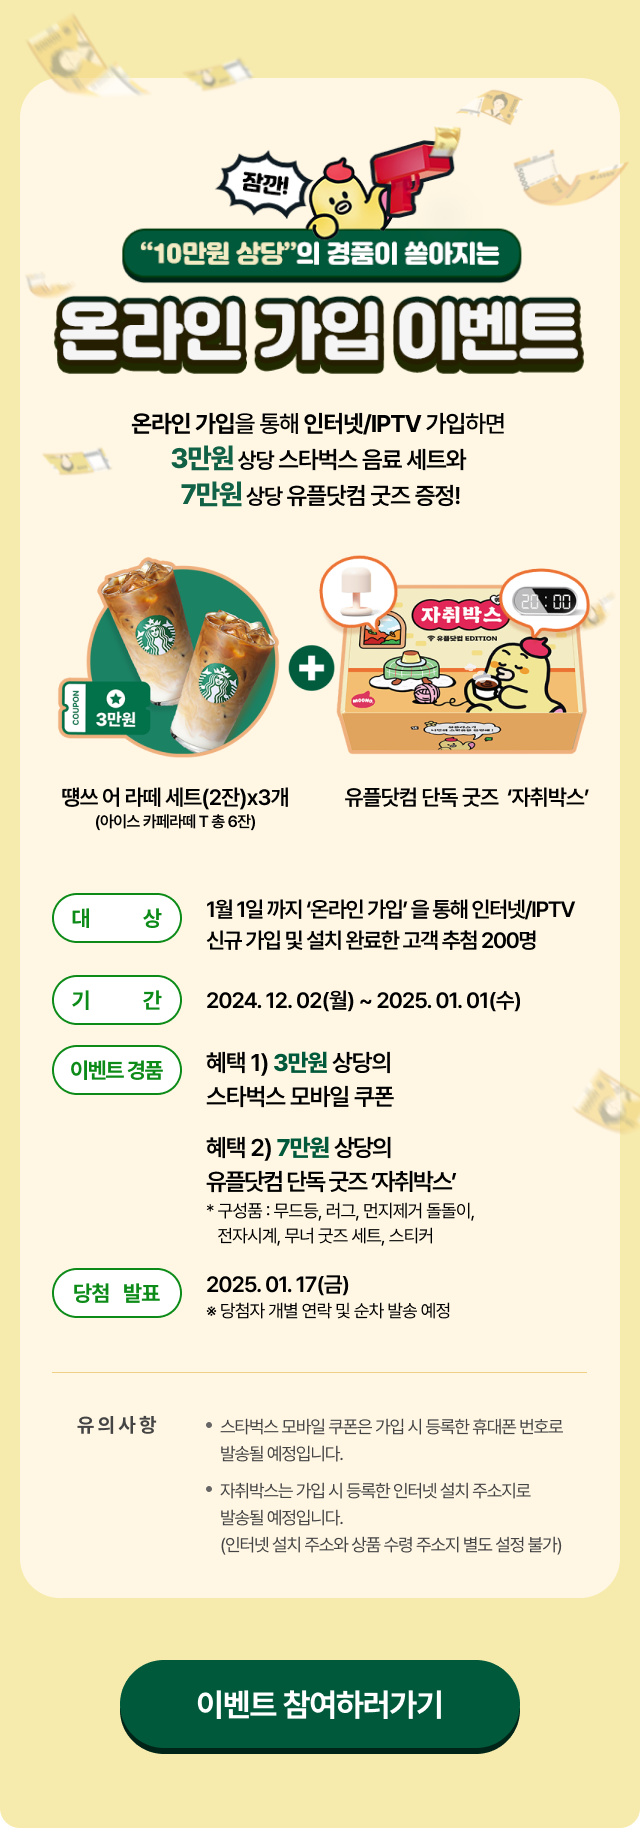 잠깐!
“10만원 상당”의 경품이 쏟아지는
온라인 가입 이벤트
온라인 가입을 통해 인터넷/IPTV 가입하면
3만원 상당 스타벅스 음료 세트와
7만원 상당 유플닷컴 굿즈 증정!
COUPON
3만원
자취박스
유플닷컴 EDITION
20:00
MOONO
떙쓰 어 라떼 세트(2잔)x3개
(아이스 카페라떼 T 총 6잔)
유플닷컴 단독 굿즈 ‘자취박스’
대 상
1월 1일 까지 ‘온라인 가입’ 을 통해 인터넷/IPTV
신규 가입 및 설치 완료한 고객 추첨 200명
기 간
2024. 12. 02(월) ~ 2025. 01. 01(수)
이벤트 경품
혜택 1) 3만원 상당의
스타벅스 모바일 쿠폰
혜택 2) 7만원 상당의
유플닷컴 단독 굿즈 ‘자취박스’
* 구성품 : 무드등, 러그, 먼지제거 돌돌이,
전자시계, 무너 굿즈 세트, 스티커
당첨 발표
2025. 01. 17(금)
※ 당첨자 개별 연락 및 순차 발송 예정
유의사항
• 스타벅스 모바일 쿠폰은 가입 시 등록한 휴대폰 번호로
발송될 예정입니다.
• 자취박스는 가입 시 등록한 인터넷 설치 주소지로
발송될 예정입니다.
(인터넷 설치 주소와 상품 수령 주소지 별도 설정 불가)
이벤트 참여하러가기